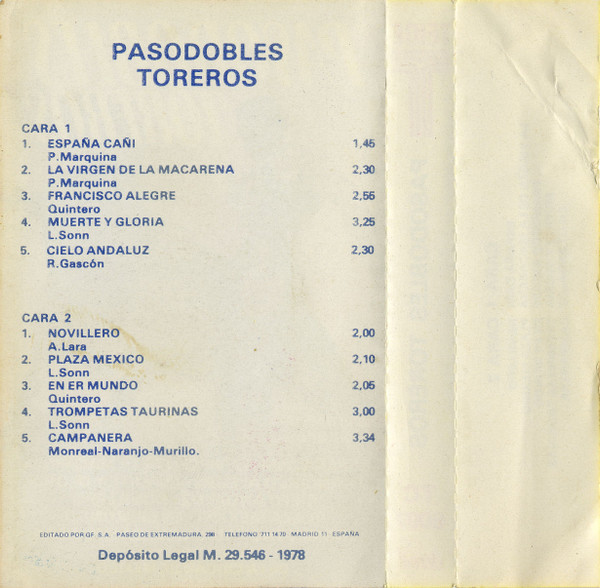 PASODOBLES
TOREROS
CARA 1
1. ESPAÑA CAÑI 1,45
P.Marquina
2. LA VIRGEN DE LA MACARENA 2,30
P.Marquina
3. FRANCISCO ALEGRE 2,55
Quintero
4. MUERTE Y GLORIA 3,25
L.Sonn
5. CIELO ANDALUZ 2,30
R.Gascón
CARA 2
1. NOVILLERO 2,00
A.Lara
2. PLAZA MEXICO 2,10
L.Sonn
3. EN ER MUNDO 2,05
Quintero
4. TROMPETAS TAURINAS 3,00
L.Sonn
5. CAMPANERA 3,34
Monreal-Naranjo-Murillo.
EDITADO POR GF. S.A. PASEO DE EXTREMADURA, TELEFONO 711 14 70 MADRID 11 ESPAÑA
Depósito Legal M. 29.546 - 1978